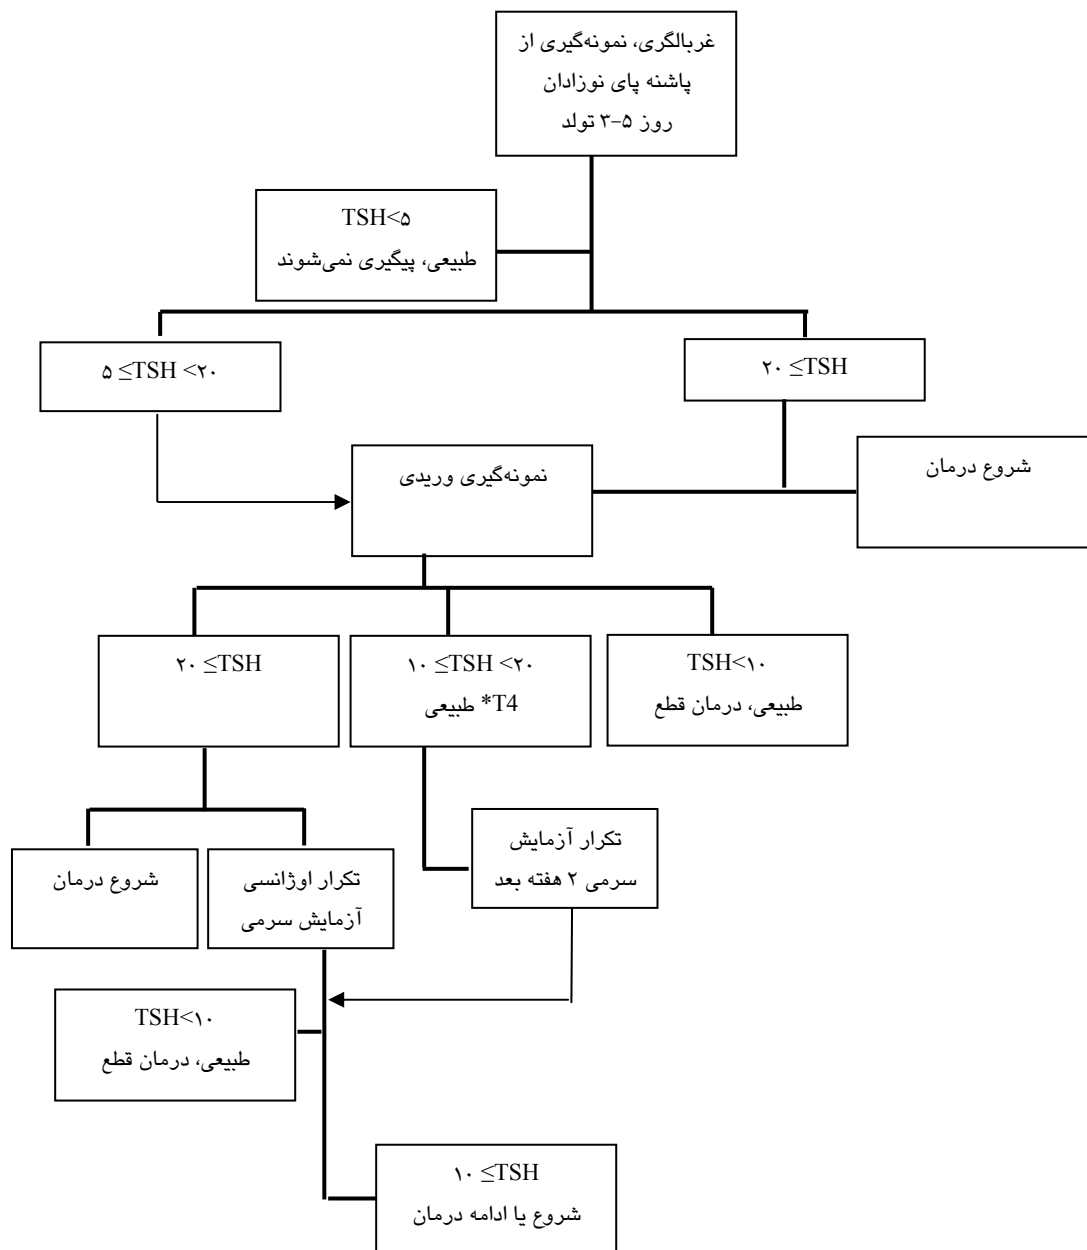 غربالگری، نمونه‌گیری از
پاشنه پای نوزادان
روز ۵-۳ تولد
TSH<۵
طبیعی، پیگیری نمی‌شوند
۵ ≤TSH <۲۰
۲۰ ≤TSH
نمونه‌گیری وریدی
شروع درمان
۲۰ ≤TSH
۱۰ ≤TSH <۲۰
T4* طبیعی
TSH<۱۰
طبیعی، درمان قطع
شروع درمان
تکرار اوژانسی
آزمایش سرمی
تکرار آزمایش
سرمی ۲ هفته بعد
TSH<۱۰
طبیعی، درمان قطع
۱۰ ≤TSH
شروع یا ادامه درمان